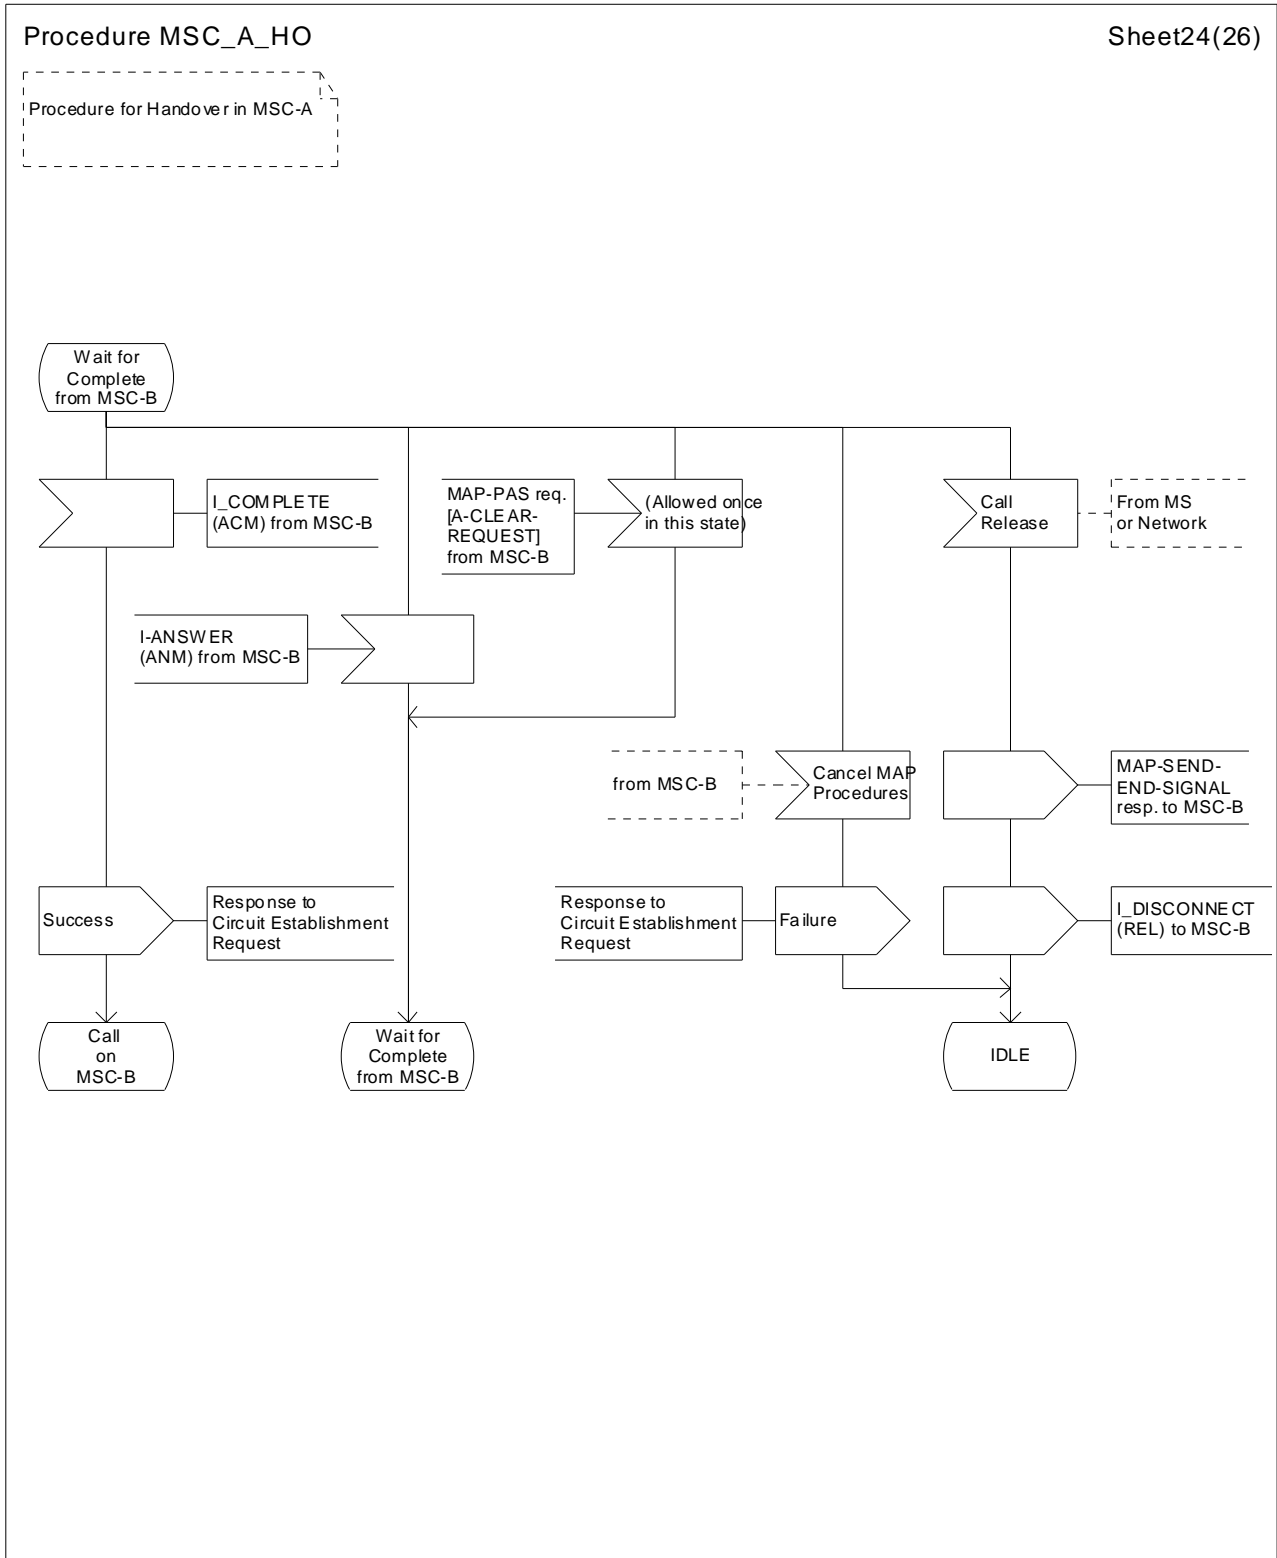 Procedure MSC_A_HO
Sheet24(26)
Procedure for Handover in MSC-A
Wait for
Complete
from MSC-B
I_COMPLETE
(ACM) from MSC-B
MAP-PAS req.
[A-CLEAR-
REQUEST]
from MSC-B
(Allowed once
in this state)
Call
Release
From MS
or Network
I-ANSWER
(ANM) from MSC-B
from MSC-B
Cancel MAP
Procedures
MAP-SEND-
END-SIGNAL
resp. to MSC-B
Success
Response to
Circuit Establishment
Request
Response to
Circuit Establishment
Request
Failure
I_DISCONNECT
(REL) to MSC-B
Call
on
MSC-B
Wait for
Complete
from MSC-B
IDLE